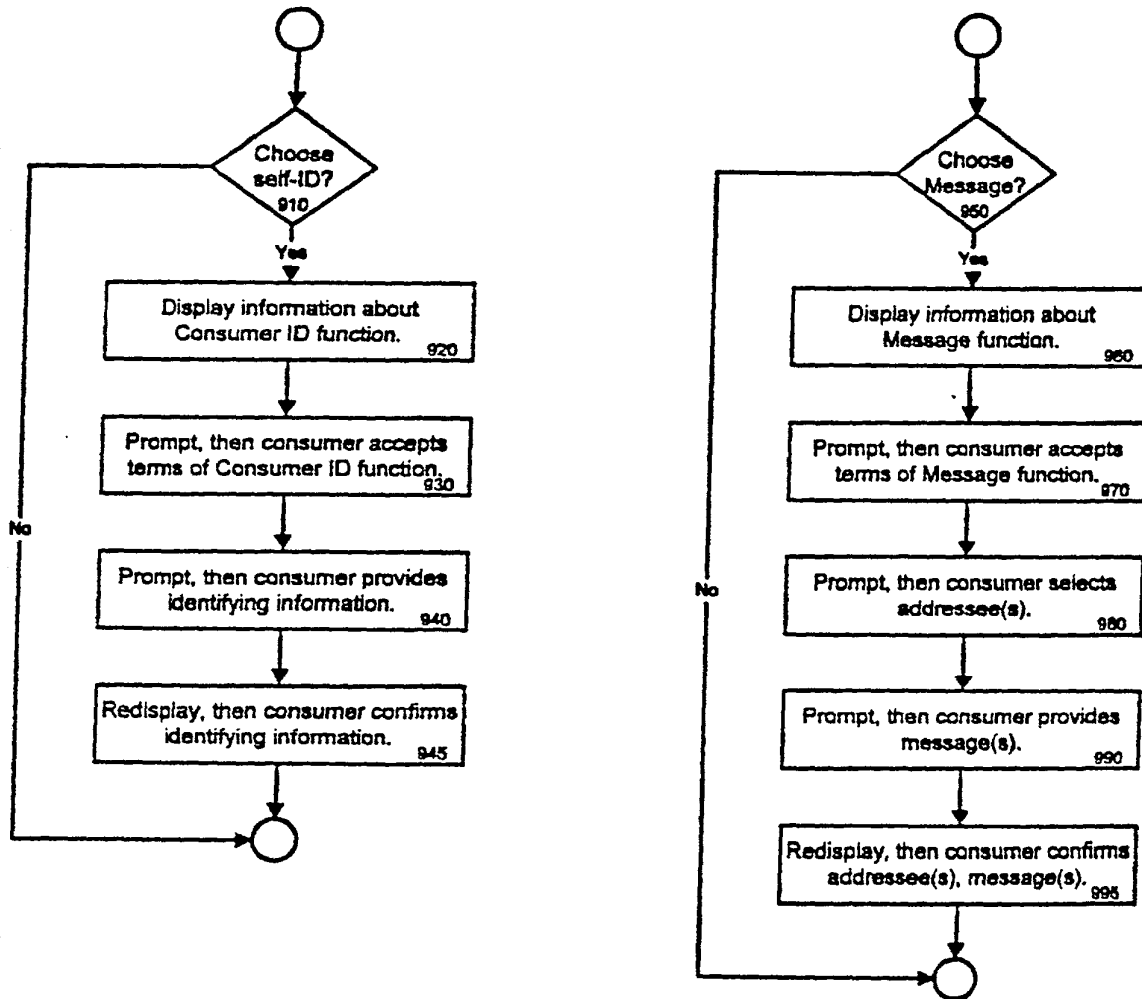 Choose
self-ID?
910
Yes
Display information about
Consumer ID function.
920
Prompt, then consumer accepts
terms of Consumer ID function.
930
No
Prompt, then consumer provides
identifying information.
940
Redisplay, then consumer confirms
identifying information.
945
Choose
Message?
950
Yes
Display information about
Message function.
960
Prompt, then consumer accepts
terms of Message function.
970
No
Prompt, then consumer selects
addressee(s).
980
Prompt, then consumer provides
message(s).
990
Redisplay, then consumer confirms
addressee(s), message(s).
995